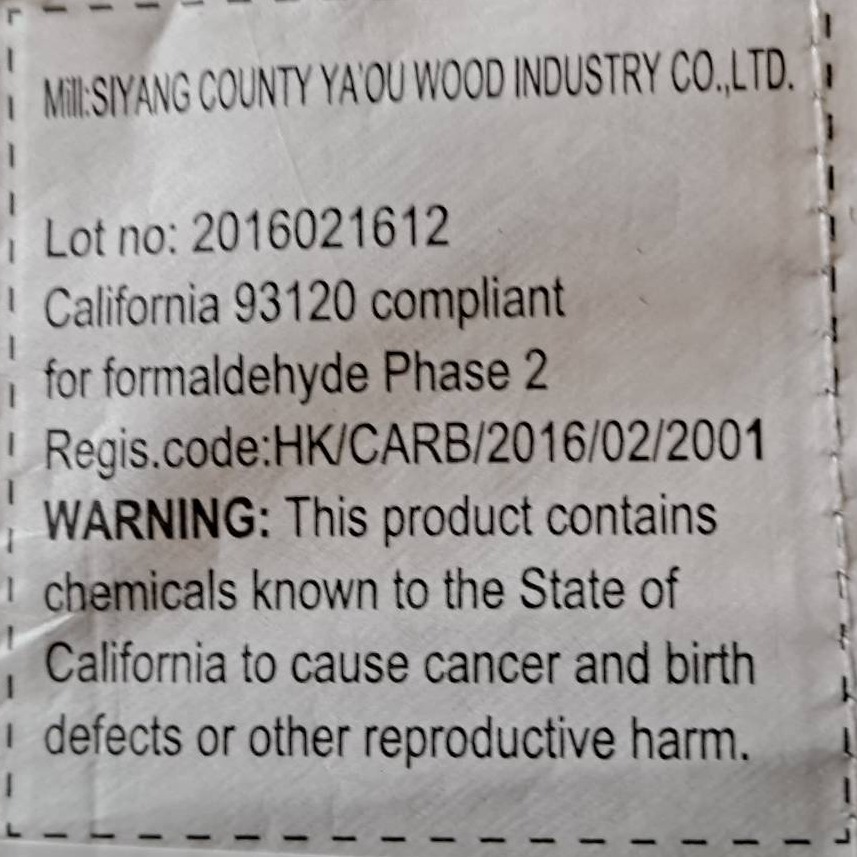 Mill:SIYANG COUNTY YA'OU WOOD INDUSTRY CO.,LTD.
Lot no: 2016021612
California 93120 compliant
for formaldehyde Phase 2
Regis.code:HK/CARB/2016/02/2001
WARNING: This product contains
chemicals known to the State of
California to cause cancer and birth
defects or other reproductive harm.